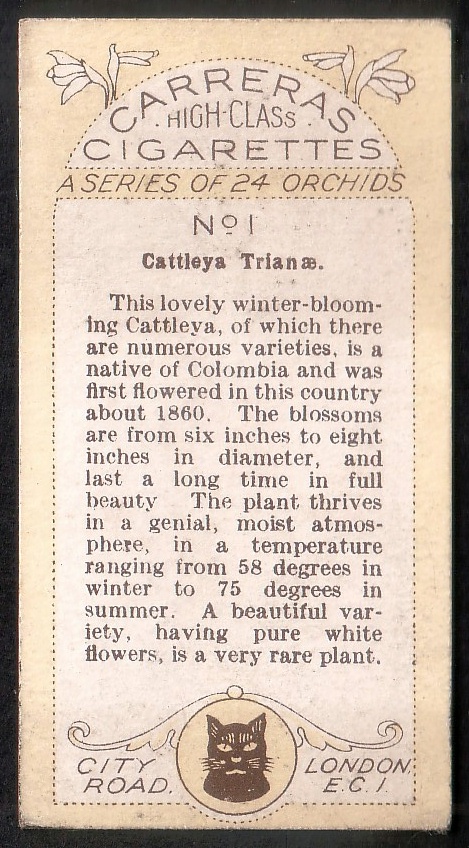 CARRERAS
HIGH-CLASS
CIGARETTES
A SERIES OF 24 ORCHIDS
Nº 1
Cattleya Trianæ.
This lovely winter-bloom-
ing Cattleya, of which there
are numerous varieties, is a
native of Colombia and was
first flowered in this country
about 1860. The blossoms
are from six inches to eight
inches in diameter, and
last a long time in full
beauty The plant thrives
in a genial, moist atmos-
phere, in a temperature
ranging from 58 degrees in
winter to 75 degrees in
summer. A beautiful var-
iety, having pure white
flowers, is a very rare plant.
CITY
ROAD.
LONDON,
E.C.1.